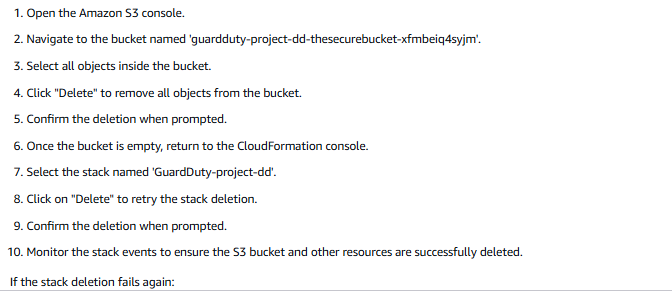 1. Open the Amazon S3 console.
2. Navigate to the bucket named 'guardduty-project-dd-thesecurebucket-xfmbeiq4syjm'.
3. Select all objects inside the bucket.
4. Click "Delete" to remove all objects from the bucket.
5. Confirm the deletion when prompted.
6. Once the bucket is empty, return to the CloudFormation console.
7. Select the stack named 'GuardDuty-project-dd'.
8. Click on "Delete" to retry the stack deletion.
9. Confirm the deletion when prompted.
10. Monitor the stack events to ensure the S3 bucket and other resources are successfully deleted.
If the stack deletion fails again: